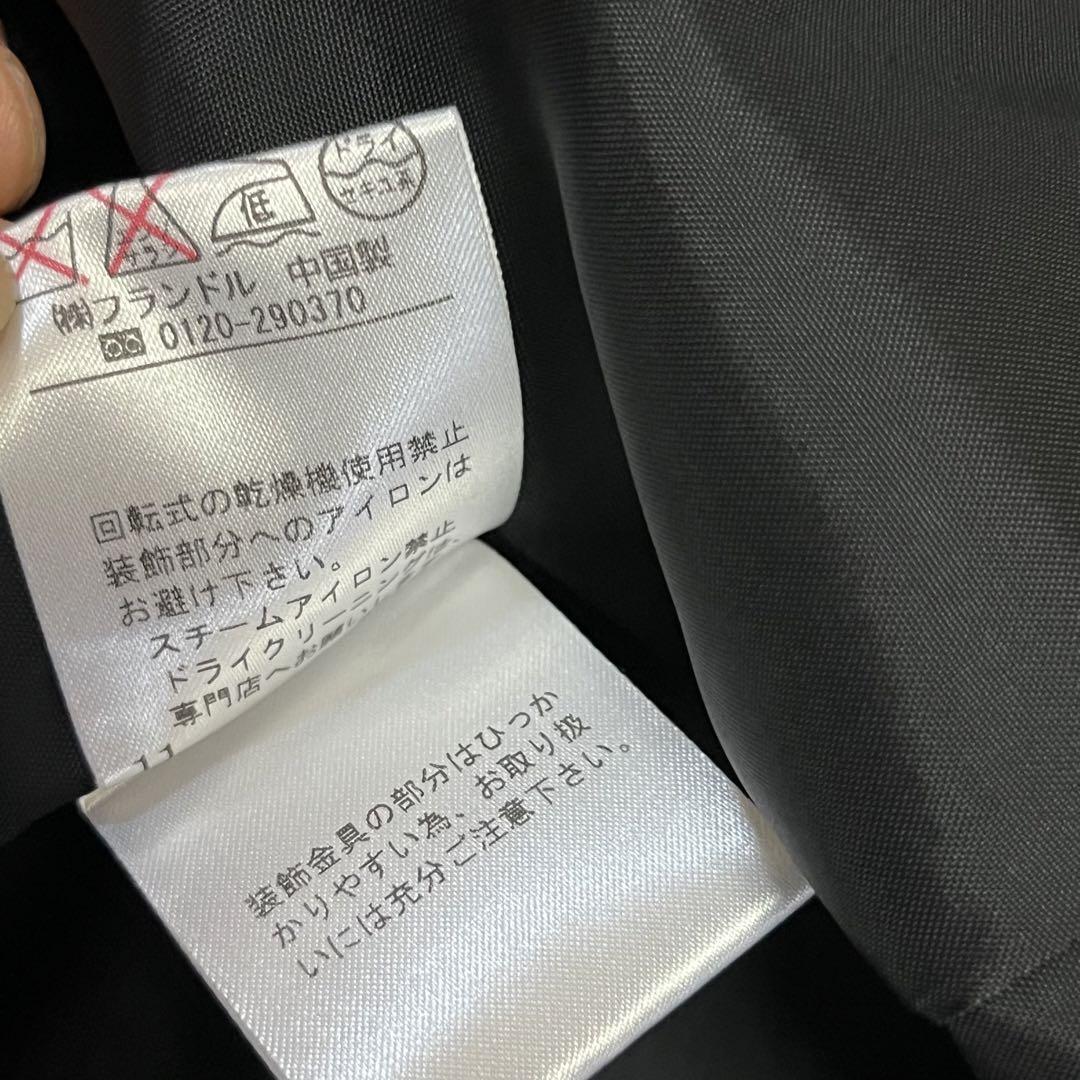 低
ドライ
セキユ系
㈱フランドル 中国製
0120-290370
回転式の乾燥機使用禁止
装飾部分へのアイロンは
お避け下さい。
スチームアイロン禁止
ドライクリーニングは、
専門店へお願い
11
装飾金具の部分はひっか
かりやすい為、お取り扱
いには充分ご注意下さい。